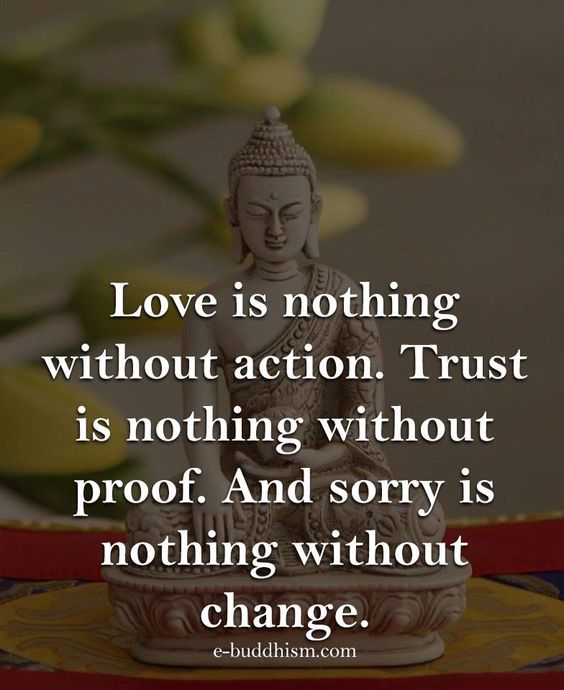 Love is nothing
without action. Trust
is nothing without
proof. And sorry is
nothing without
change.
e-buddhism.com